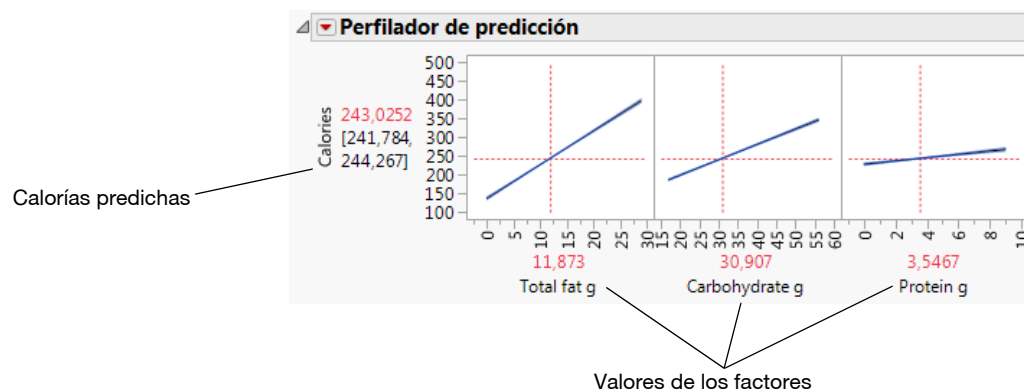 Perfilador de predicción
500
450
400
350
300
250
200
150
100
Calories
243,0252
[241,784,
244,267]
Calorías predichas
0 5 10 15 20 25 30
15 20 25 30 35 40 45 50 55 60
0 2 4 6 8 10
11,873 30,907 3,5467
Total fat g Carbohydrate g Protein g
Valores de los factores